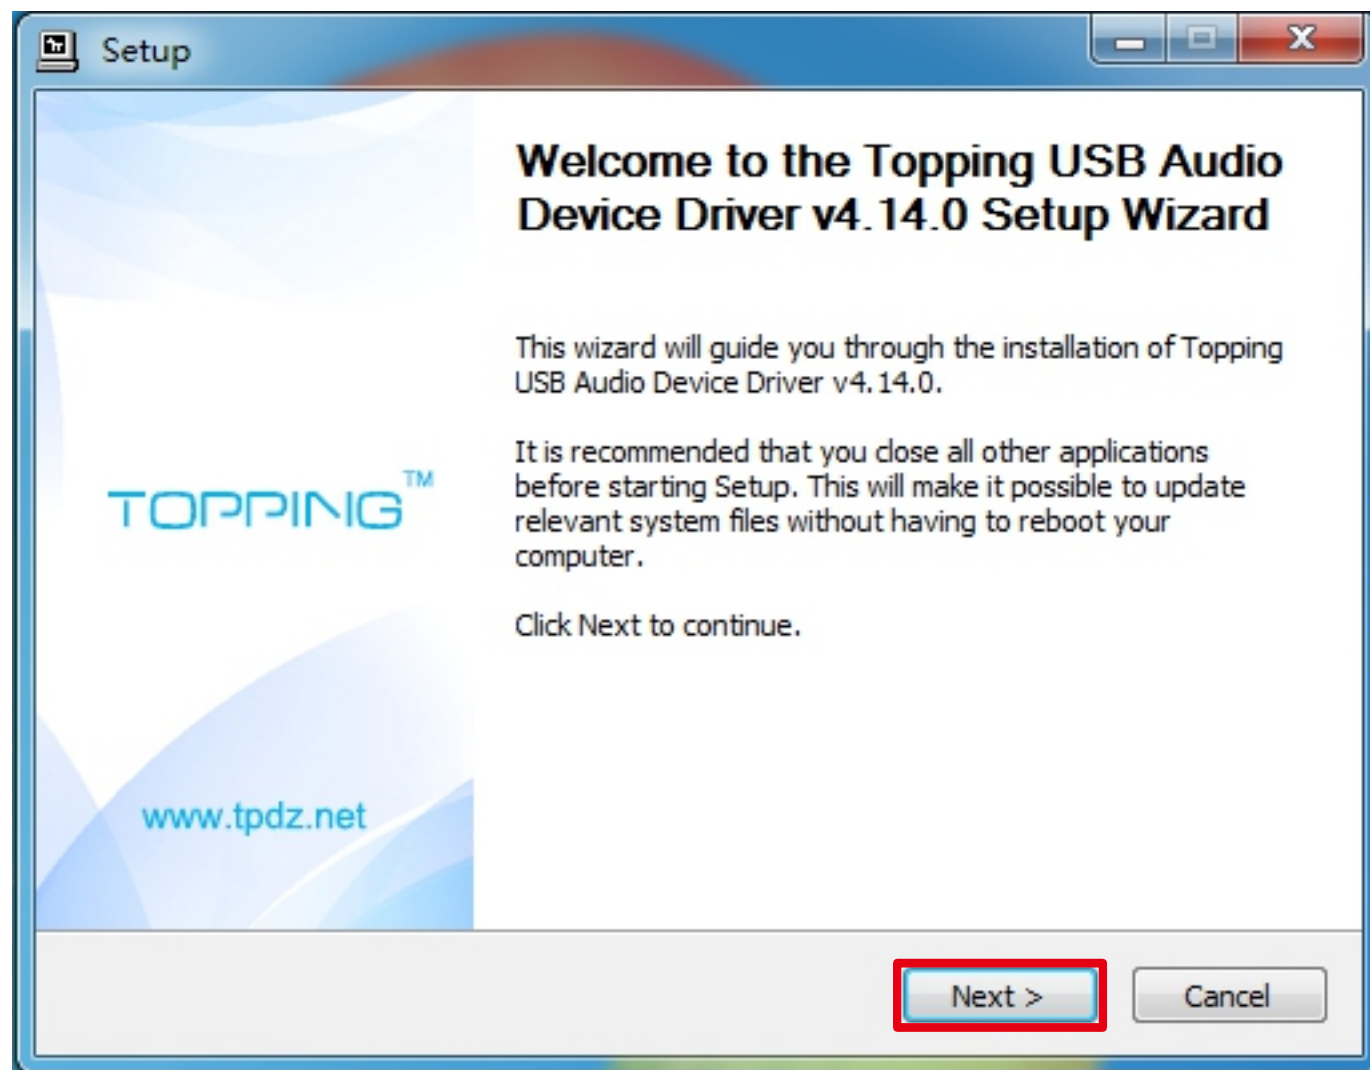 Setup
Welcome to the Topping USB Audio
Device Driver v4.14.0 Setup Wizard
This wizard will guide you through the installation of Topping
USB Audio Device Driver v4.14.0.
It is recommended that you close all other applications
before starting Setup. This will make it possible to update
relevant system files without having to reboot your
computer.
Click Next to continue.
TOPPING™
www.tpdz.net
Next >
Cancel